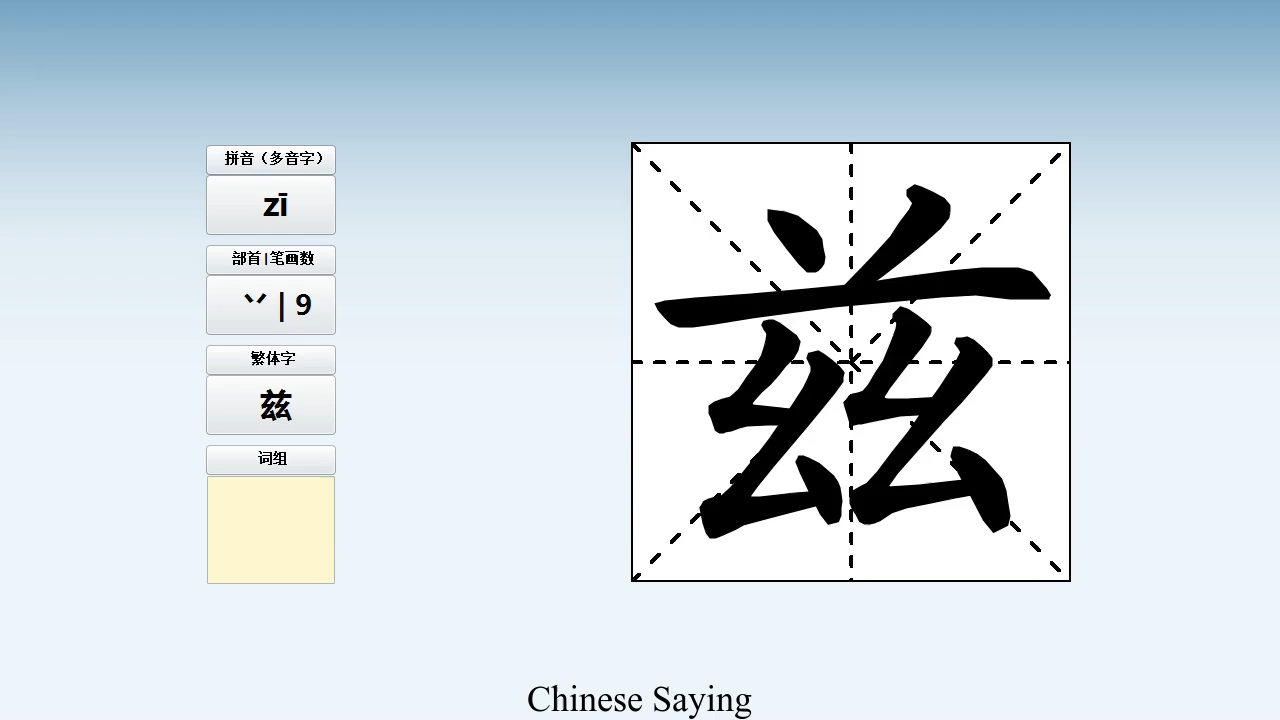 拼音（多音字）
zī
部首|笔画数
丷 | 9
繁体字
兹
词组
兹
Chinese Saying